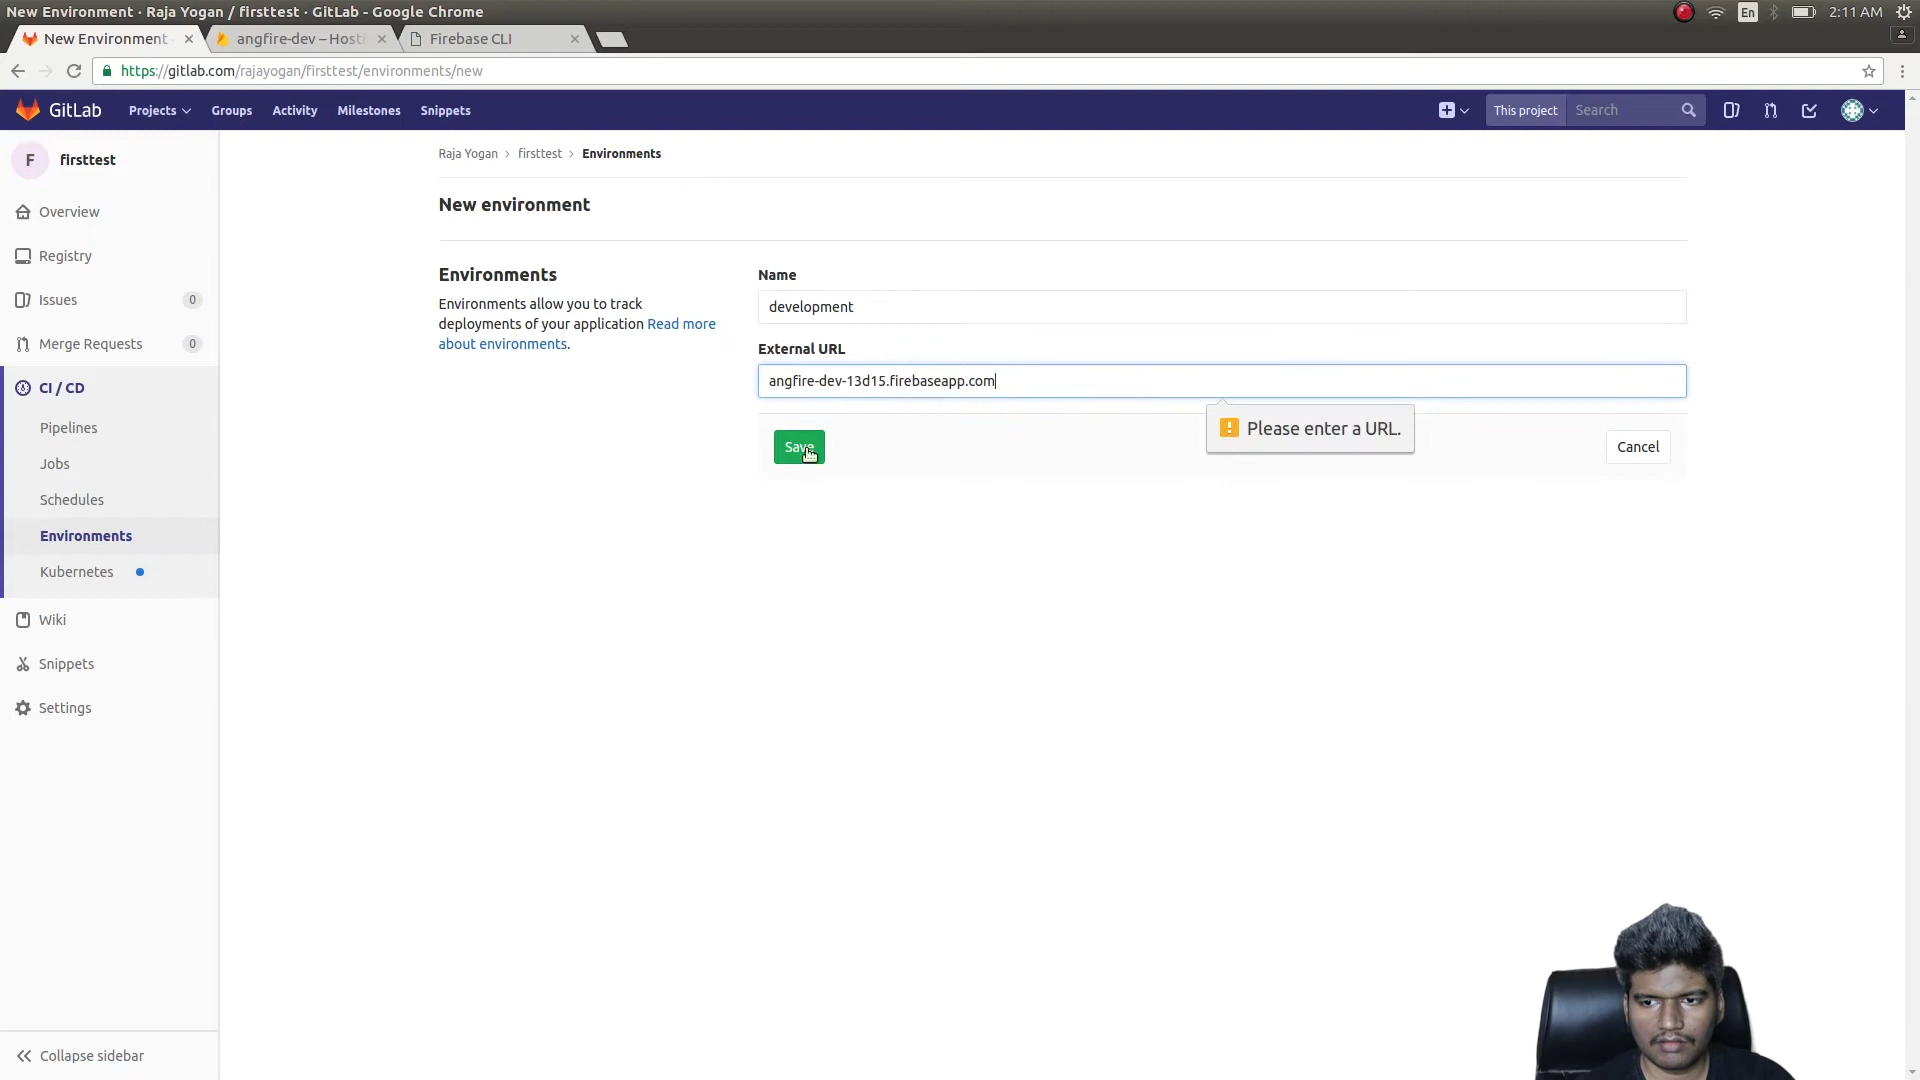 New Environment · Raja Yogan / firsttest · GitLab - Google Chrome
En
2:11 AM
New Environment
angfire-dev – Hosti
Firebase CLI
https://gitlab.com/rajayogan/firsttest/environments/new
GitLab
Projects
Groups
Activity
Milestones
Snippets
This project
Search
F
firsttest
Raja Yogan › firsttest › Environments
Overview
Registry
Issues
0
Merge Requests
0
CI / CD
Pipelines
Jobs
Schedules
Environments
Kubernetes
Wiki
Snippets
Settings
Collapse sidebar
New environment
Environments
Environments allow you to track
deployments of your application Read more
about environments.
Name
development
External URL
angfire-dev-13d15.firebaseapp.com
Please enter a URL.
Save
Cancel